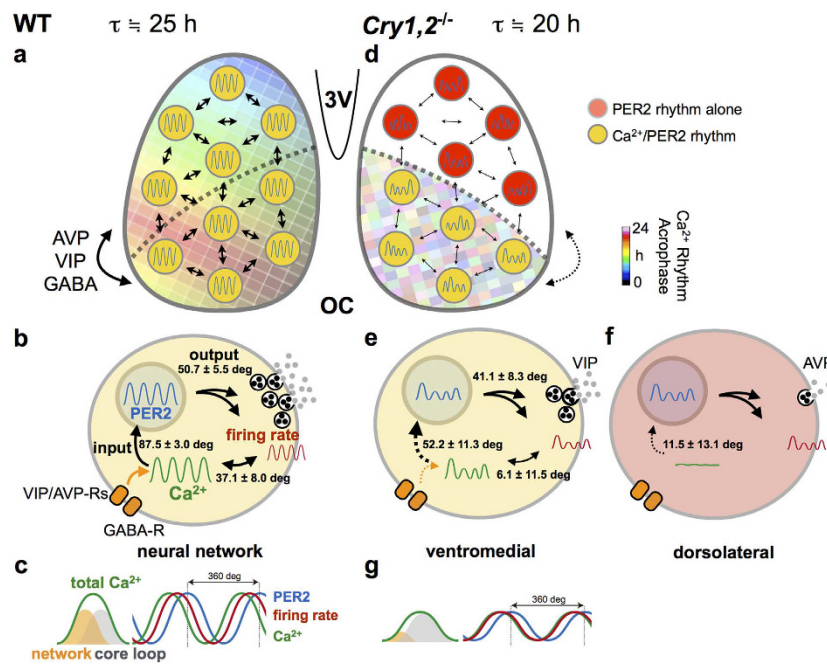 WT τ ≒ 25 h
Cry1,2-/- τ ≒ 20 h
a
d
3V
PER2 rhythm alone
Ca2+/PER2 rhythm
AVP
VIP
GABA
24
h
0
Ca2+ Rhythm
Acrophase
OC
b
output
50.7 ± 5.5 deg
PER2
firing rate
input
87.5 ± 3.0 deg
37.1 ± 8.0 deg
Ca2+
VIP/AVP-Rs
GABA-R
neural network
e
VIP
41.1 ± 8.3 deg
52.2 ± 11.3 deg
6.1 ± 11.5 deg
ventromedial
f
AVP
11.5 ± 13.1 deg
dorsolateral
c
total Ca2+
network core loop
360 deg
PER2
firing rate
Ca2+
g
360 deg